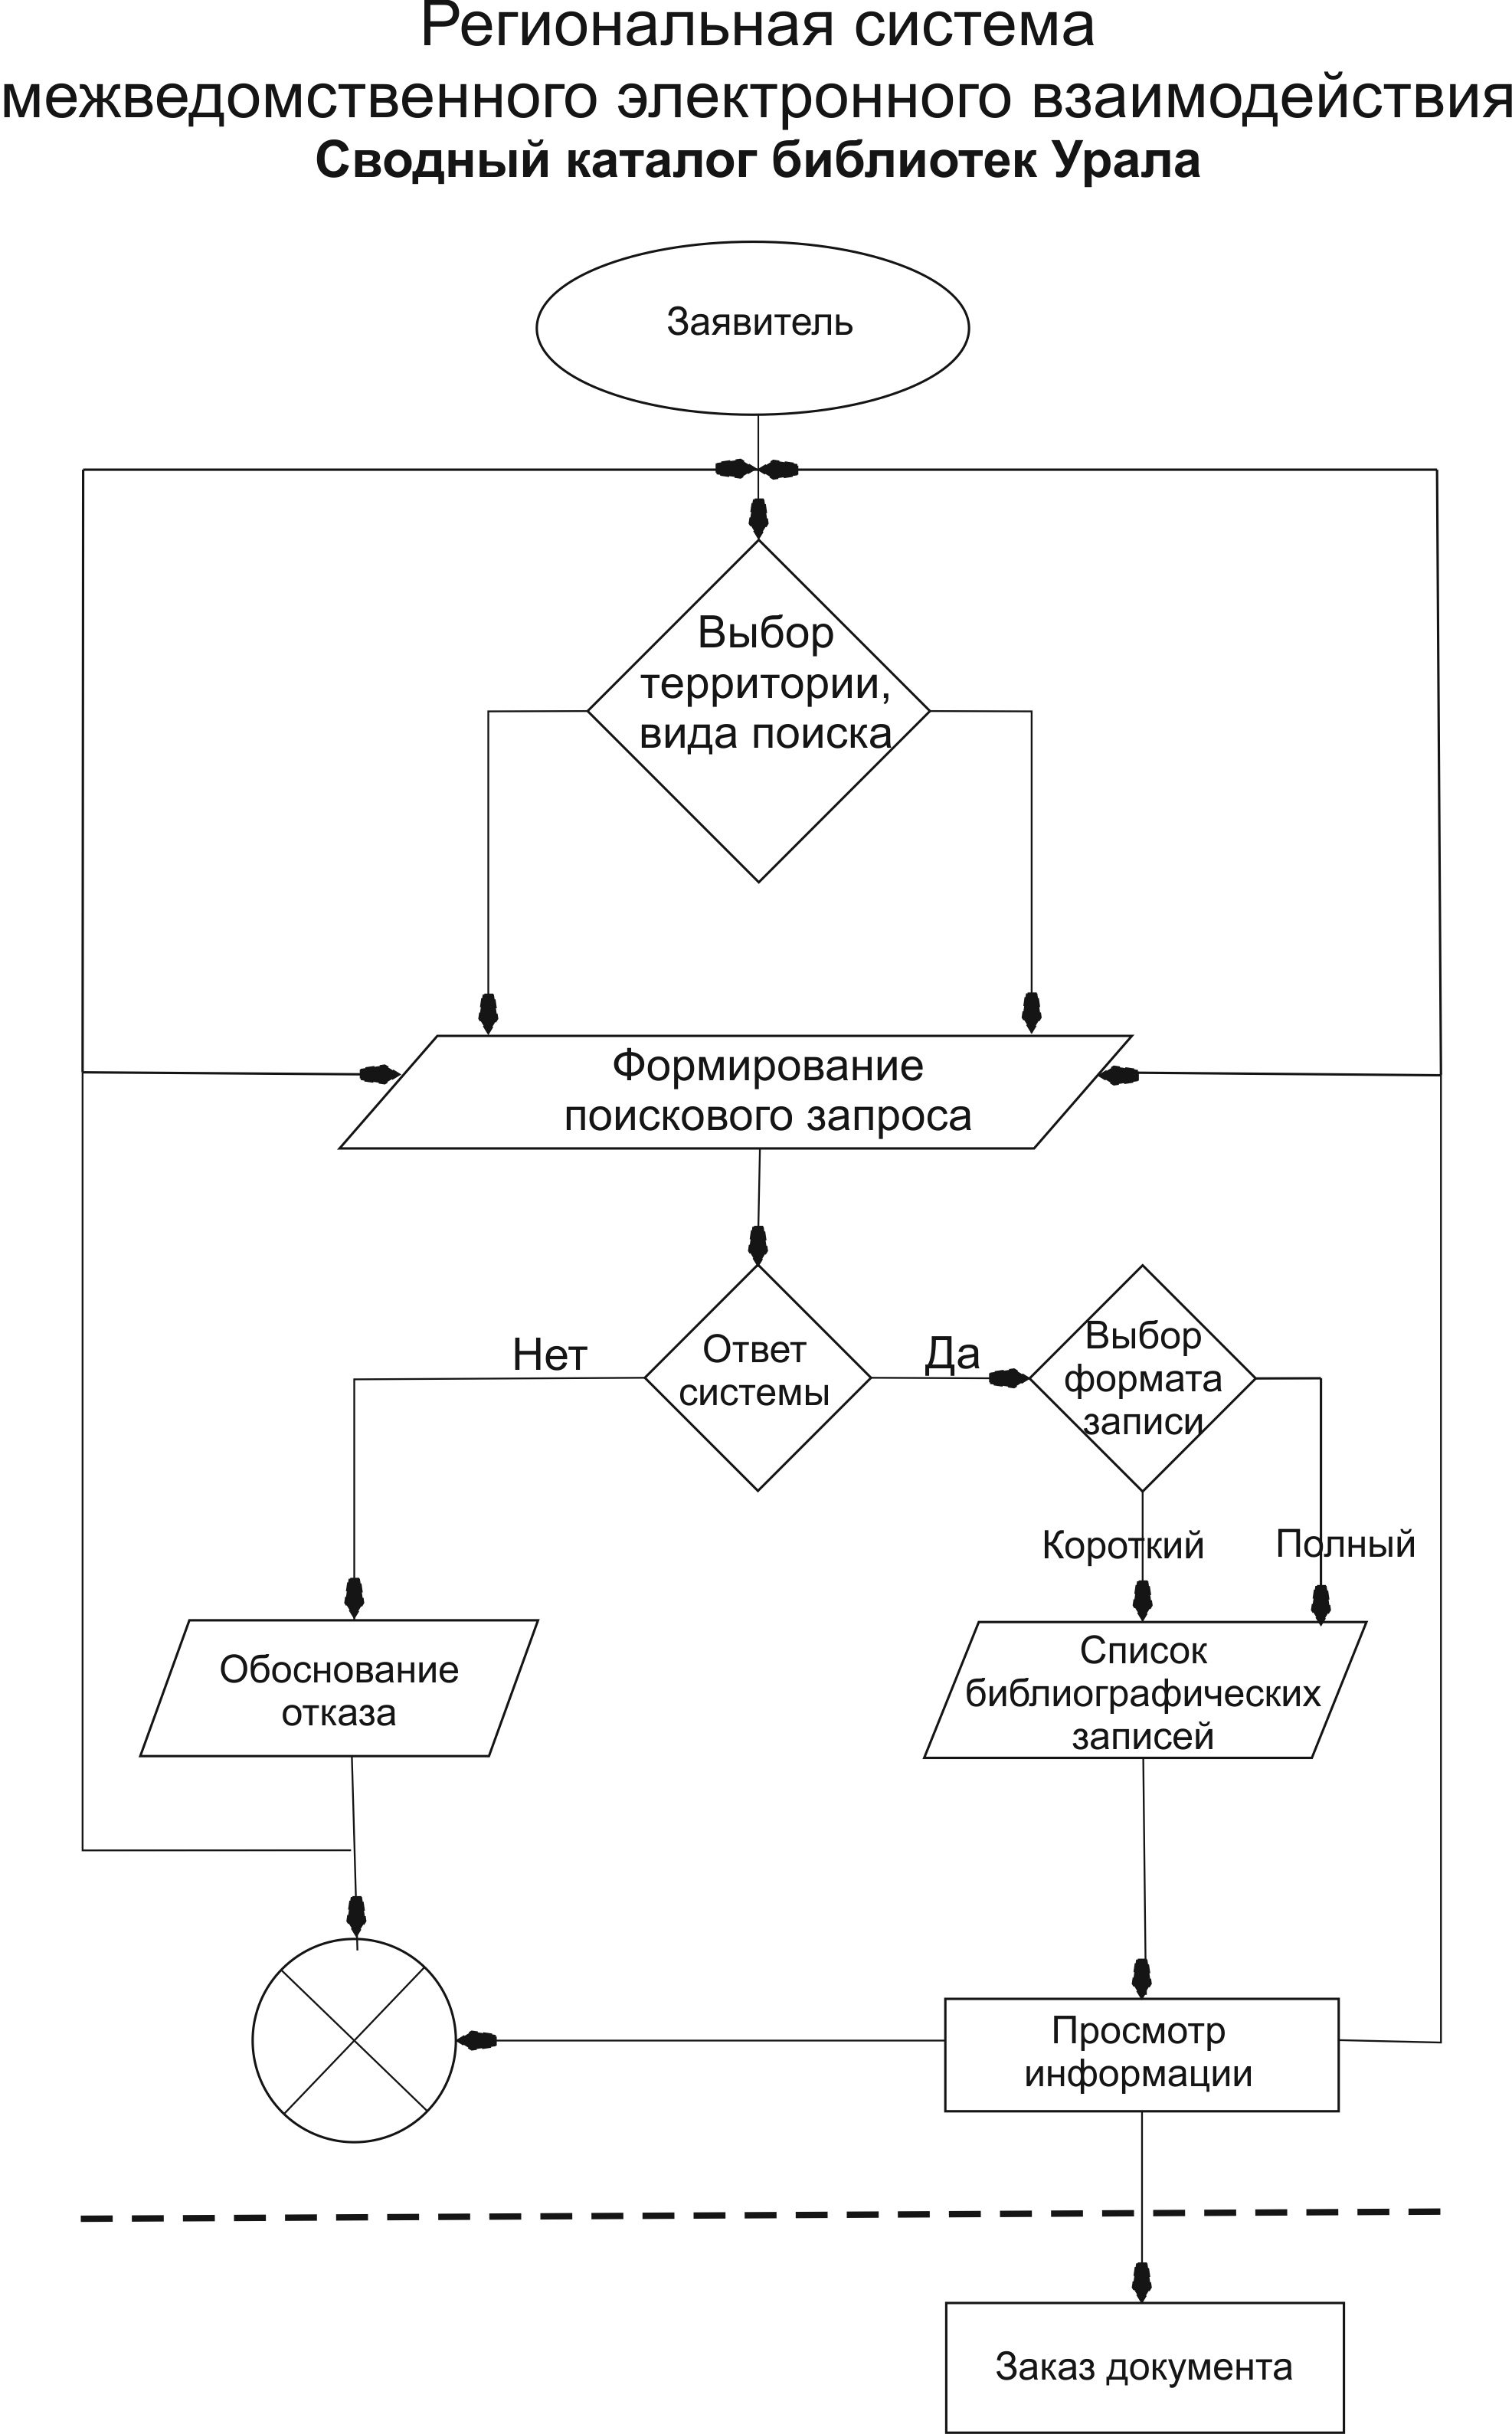 Региональная система
межведомственного электронного взаимодействия
Сводный каталог библиотек Урала
Заявитель
Выбор
территории,
вида поиска
Формирование
поискового запроса
Нет
Ответ
системы
Да
Выбор
формата
записи
Короткий
Полный
Обоснование
отказа
Список
библиографических
записей
Просмотр
информации
Заказ документа